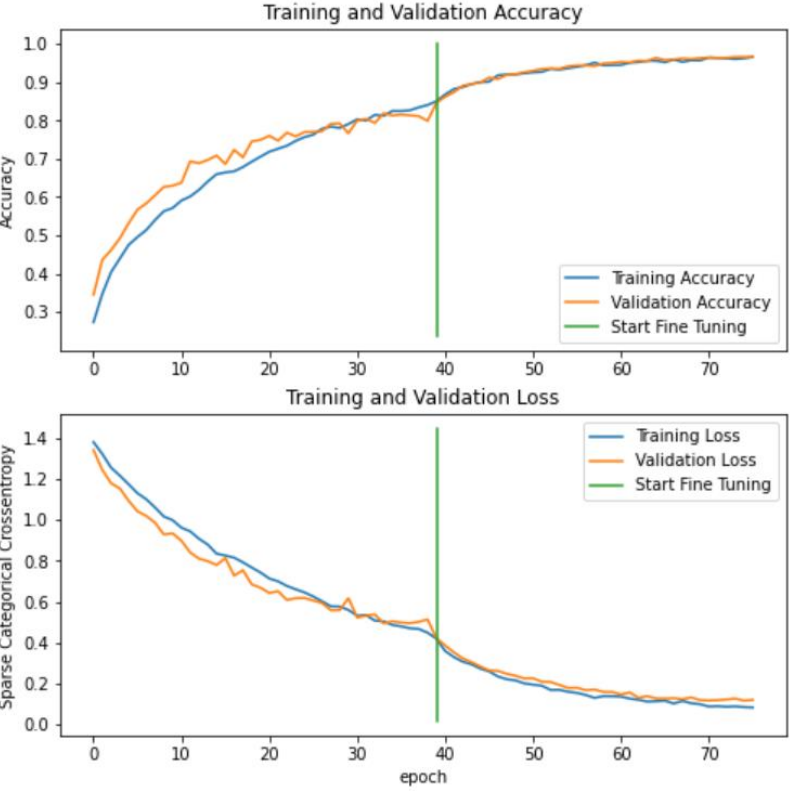 Training and Validation Accuracy
Accuracy
1.0
0.9
0.8
0.7
0.6
0.5
0.4
0.3
0 10 20 30 40 50 60 70
Training Accuracy
Validation Accuracy
Start Fine Tuning
Training and Validation Loss
Sparse Categorical Crossentropy
1.4
1.2
1.0
0.8
0.6
0.4
0.2
0.0
0 10 20 30 40 50 60 70
epoch
Training Loss
Validation Loss
Start Fine Tuning